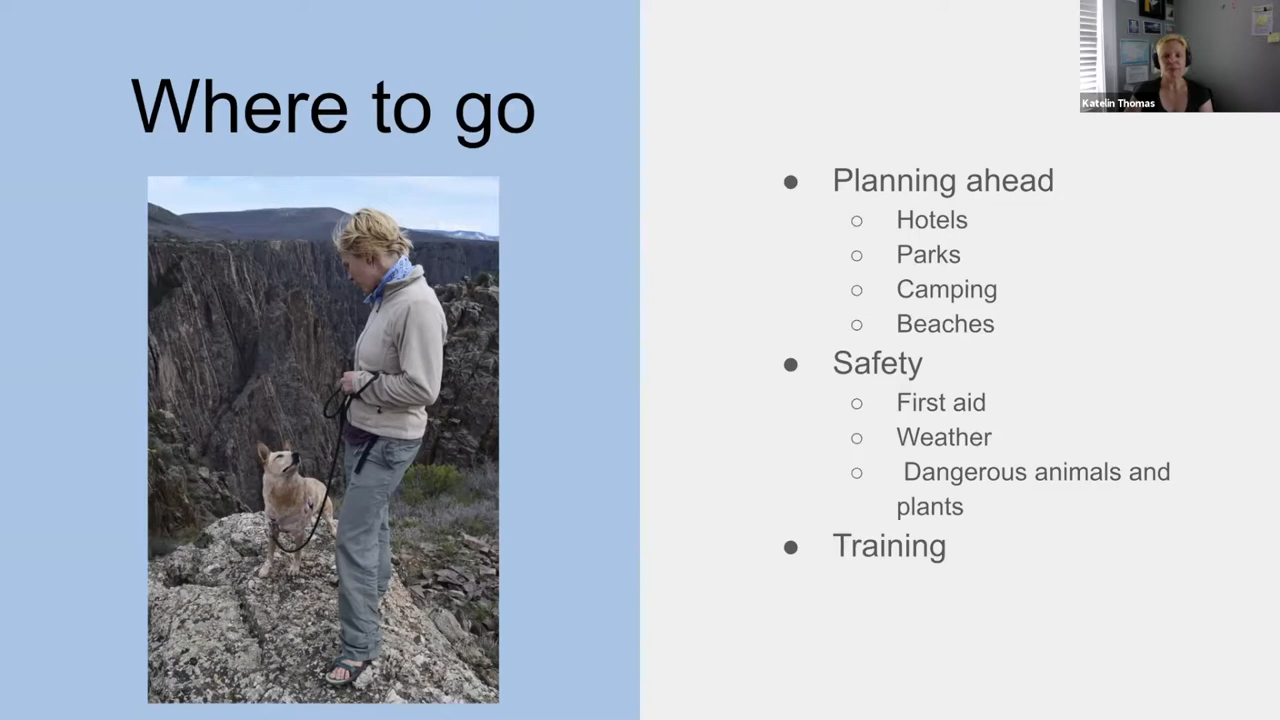 Where to go
Katelin Thomas
● Planning ahead
○ Hotels
○ Parks
○ Camping
○ Beaches
● Safety
○ First aid
○ Weather
○ Dangerous animals and
plants
● Training